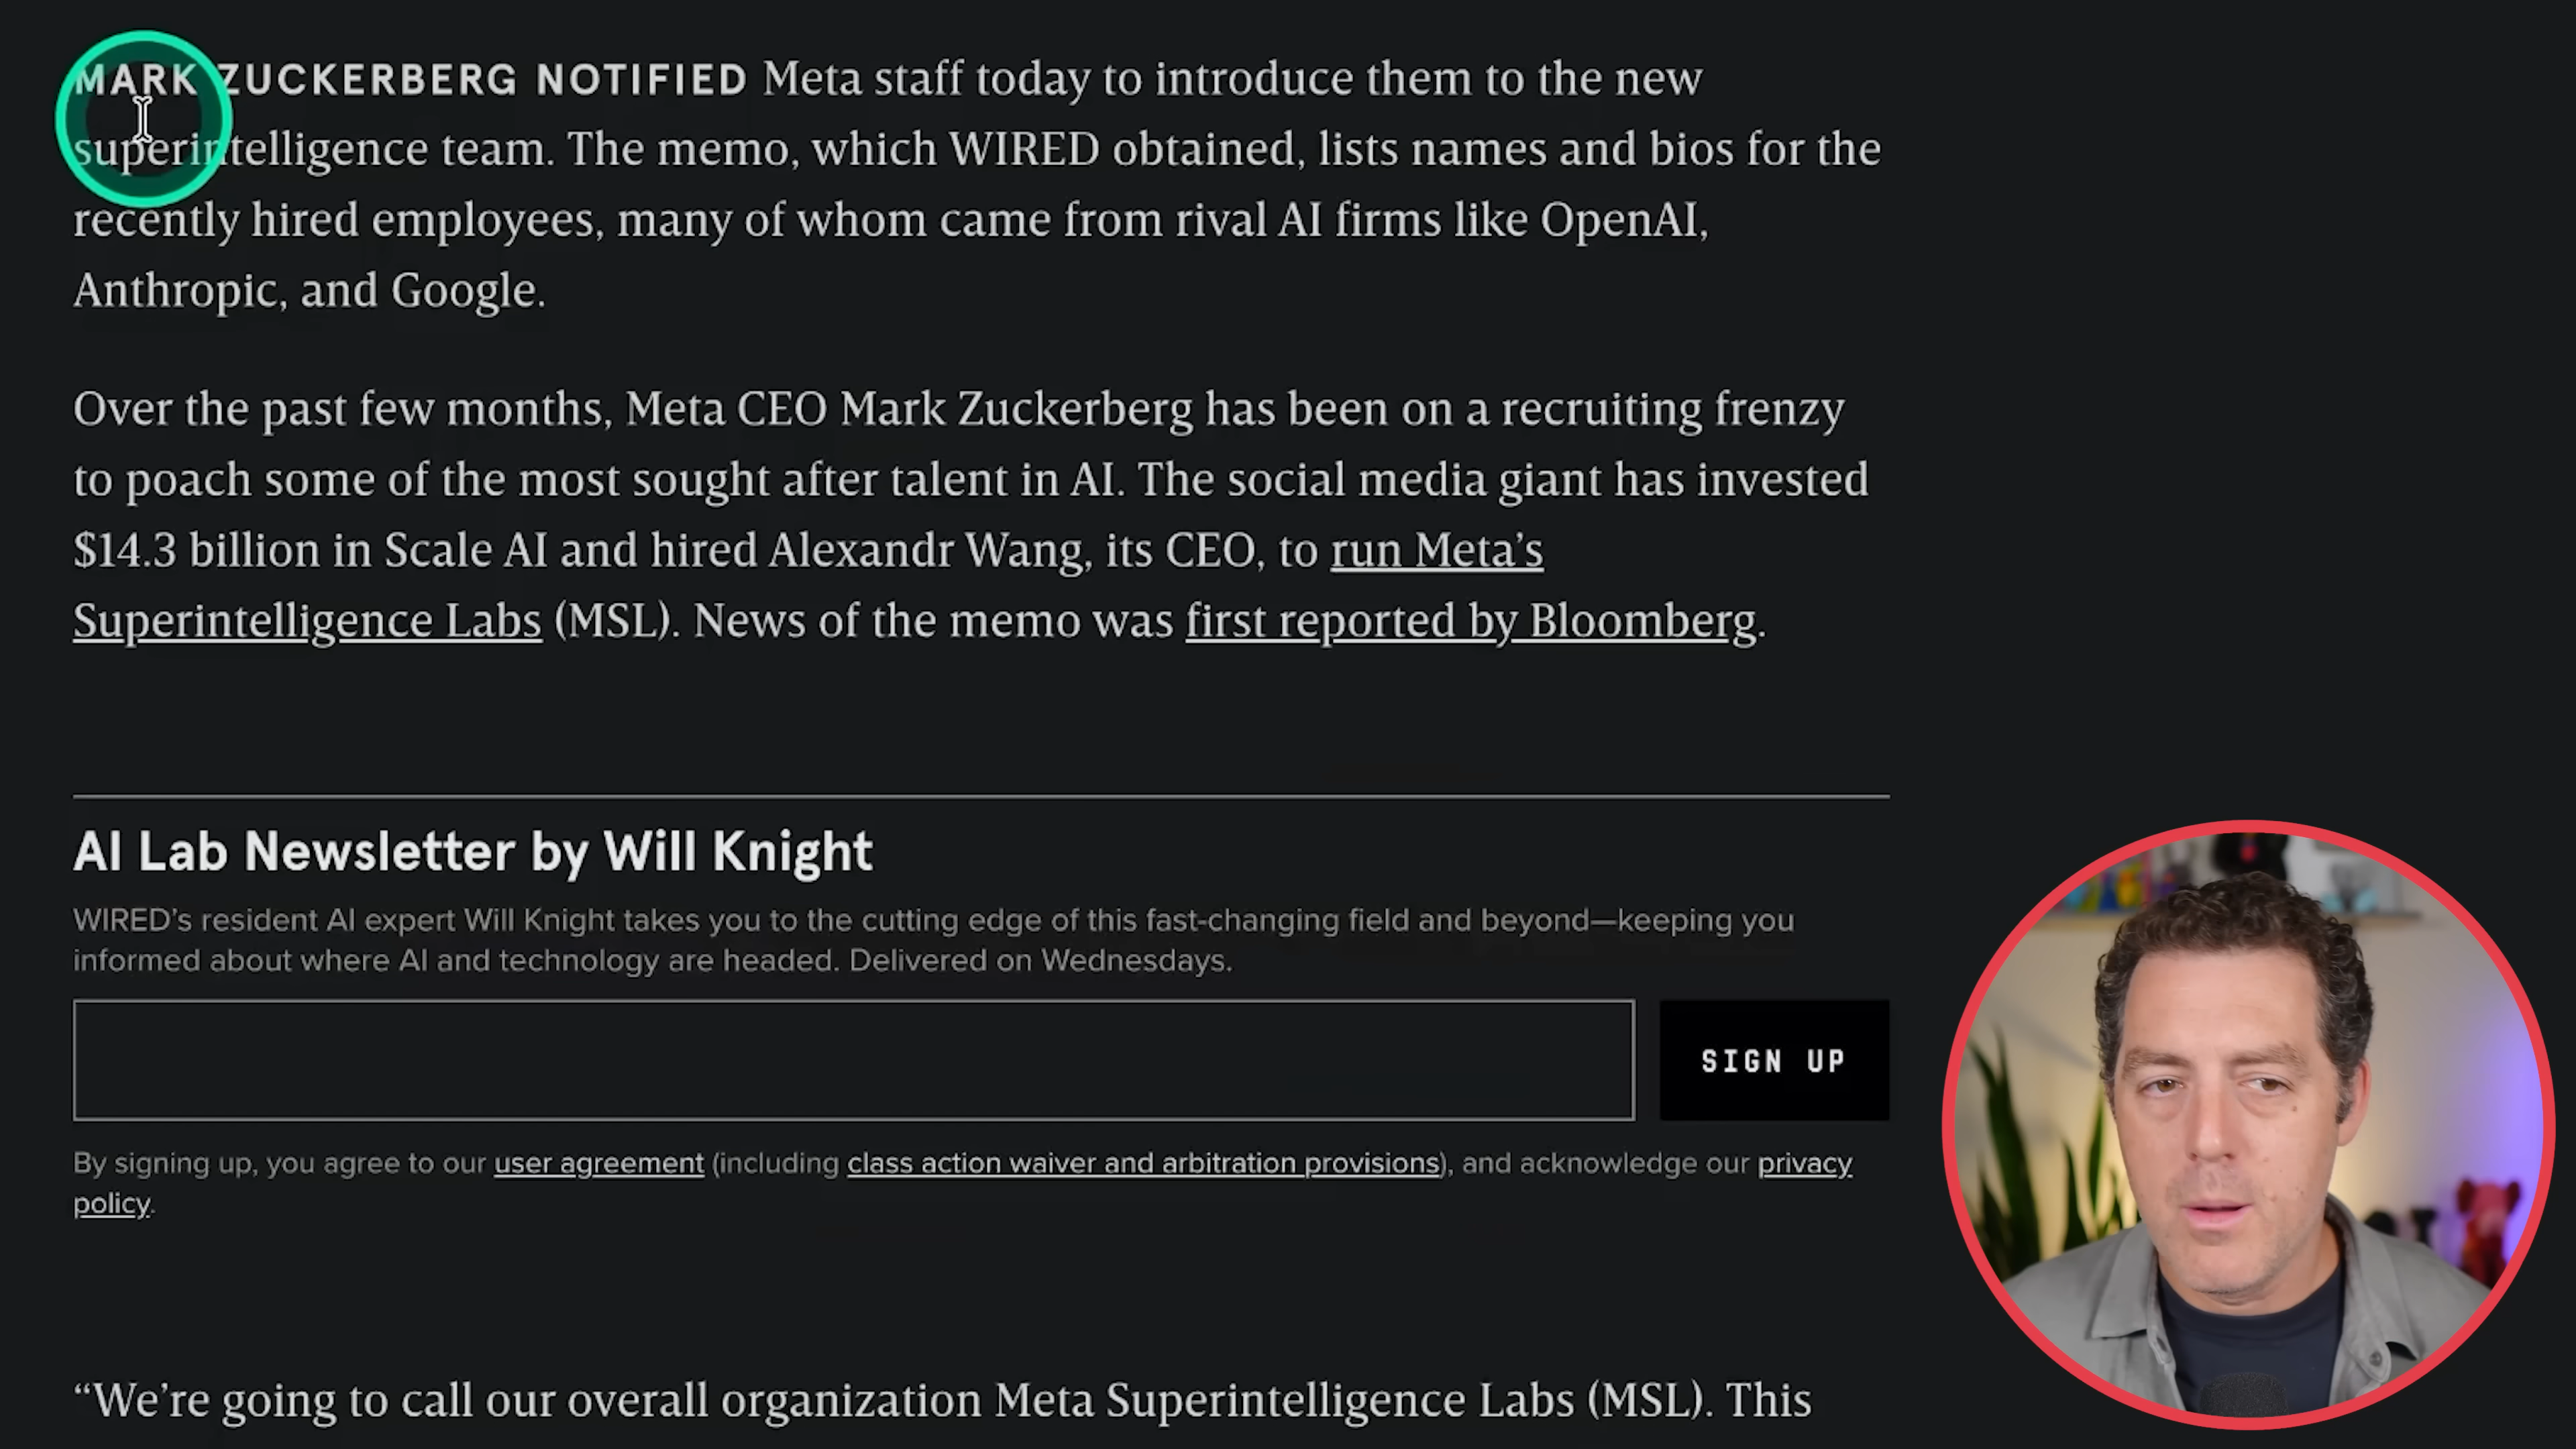 MARK ZUCKERBERG NOTIFIED Meta staff today to introduce them to the new
superintelligence team. The memo, which WIRED obtained, lists names and bios for the
recently hired employees, many of whom came from rival AI firms like OpenAI,
Anthropic, and Google.
Over the past few months, Meta CEO Mark Zuckerberg has been on a recruiting frenzy
to poach some of the most sought after talent in AI. The social media giant has invested
$14.3 billion in Scale AI and hired Alexandr Wang, its CEO, to run Meta’s
Superintelligence Labs (MSL). News of the memo was first reported by Bloomberg.
AI Lab Newsletter by Will Knight
WIRED’s resident AI expert Will Knight takes you to the cutting edge of this fast-changing field and beyond—keeping you
informed about where AI and technology are headed. Delivered on Wednesdays.
SIGN UP
By signing up, you agree to our user agreement (including class action waiver and arbitration provisions), and acknowledge our privacy
policy.
“We’re going to call our overall organization Meta Superintelligence Labs (MSL). This